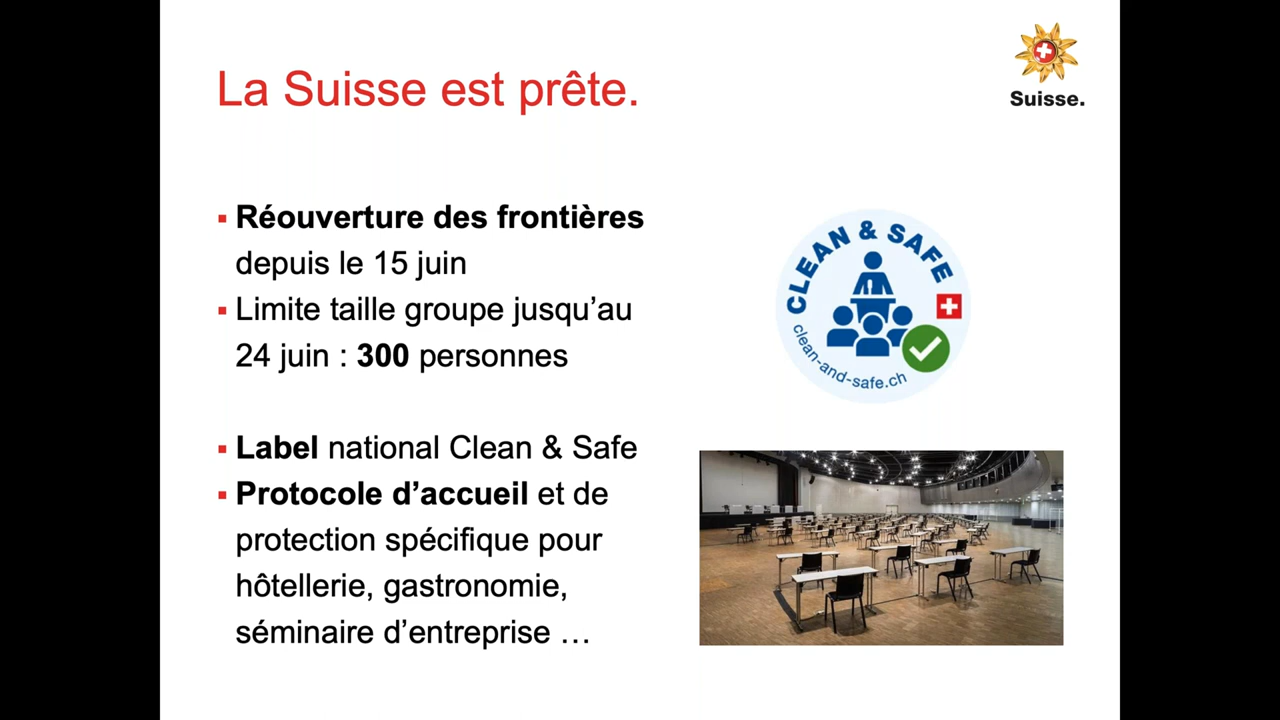 La Suisse est prête.
Suisse.
▪ Réouverture des frontières
depuis le 15 juin
▪ Limite taille groupe jusqu’au
24 juin : 300 personnes
▪ Label national Clean & Safe
▪ Protocole d’accueil et de
protection spécifique pour
hôtellerie, gastronomie,
séminaire d’entreprise …
CLEAN & SAFE
clean-and-safe.ch